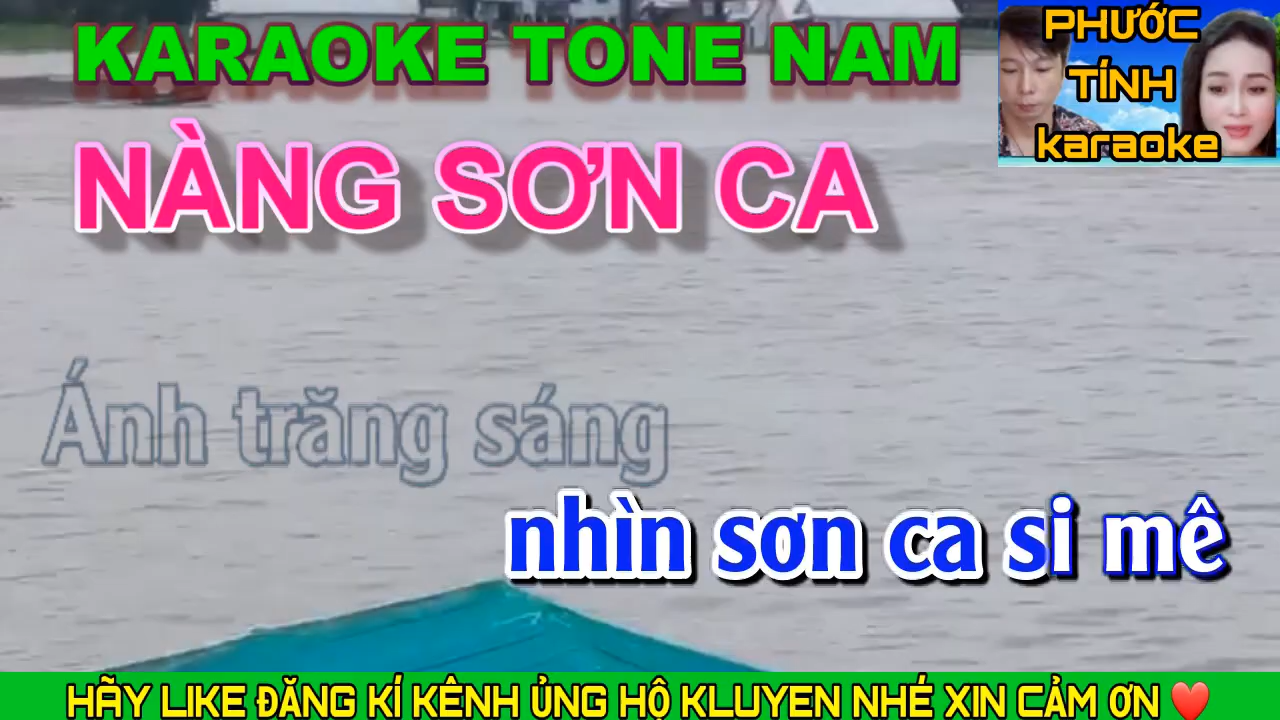 KARAOKE TONE NAM
PHƯỚC
TÍNH
karaoke
NÀNG SƠN CA
Ánh trăng sáng
nhìn sơn ca si mê
HÃY LIKE ĐĂNG KÍ KÊNH ỦNG HỘ KLUYEN NHÉ XIN CẢM ƠN ❤️